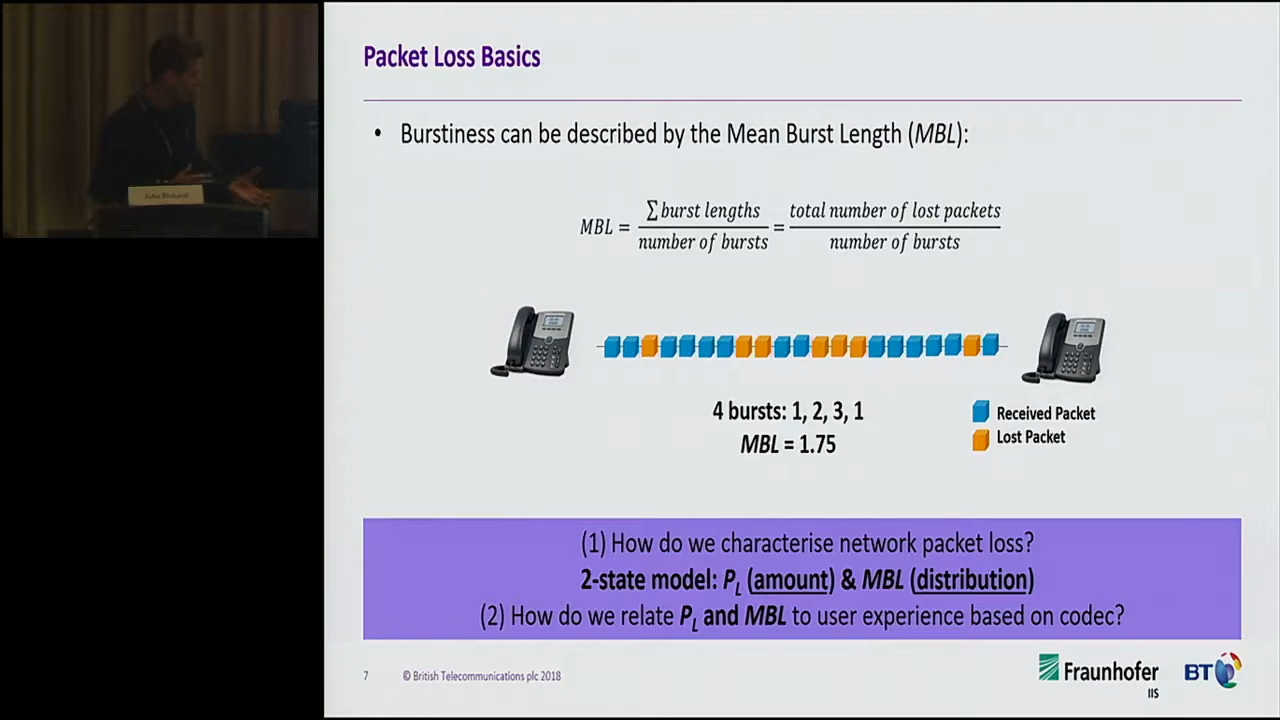 Packet Loss Basics
• Burstiness can be described by the Mean Burst Length (MBL):
MBL = ∑ burst lengths / number of bursts = total number of lost packets / number of bursts
4 bursts: 1, 2, 3, 1
MBL = 1.75
Received Packet
Lost Packet
(1) How do we characterise network packet loss?
2-state model: P_L (amount) & MBL (distribution)
(2) How do we relate P_L and MBL to user experience based on codec?
7
© British Telecommunications plc 2018
Fraunhofer
IIS
BT